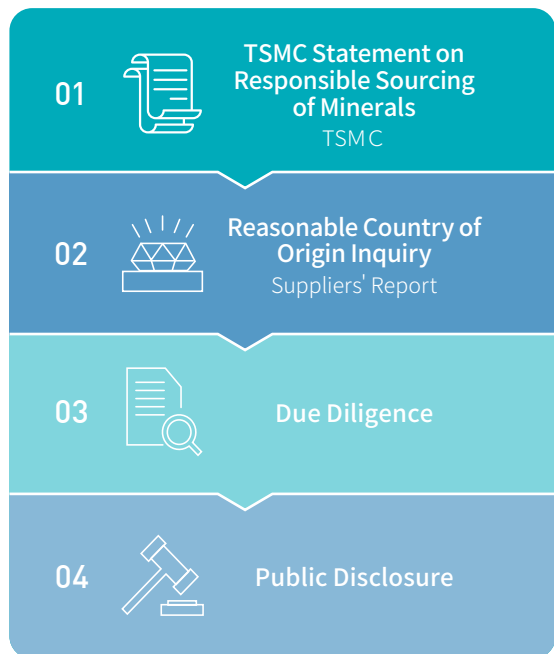 01
TSMC Statement on
Responsible Sourcing
of Minerals
TSMC
02
Reasonable Country of
Origin Inquiry
Suppliers' Report
03
Due Diligence
04
Public Disclosure